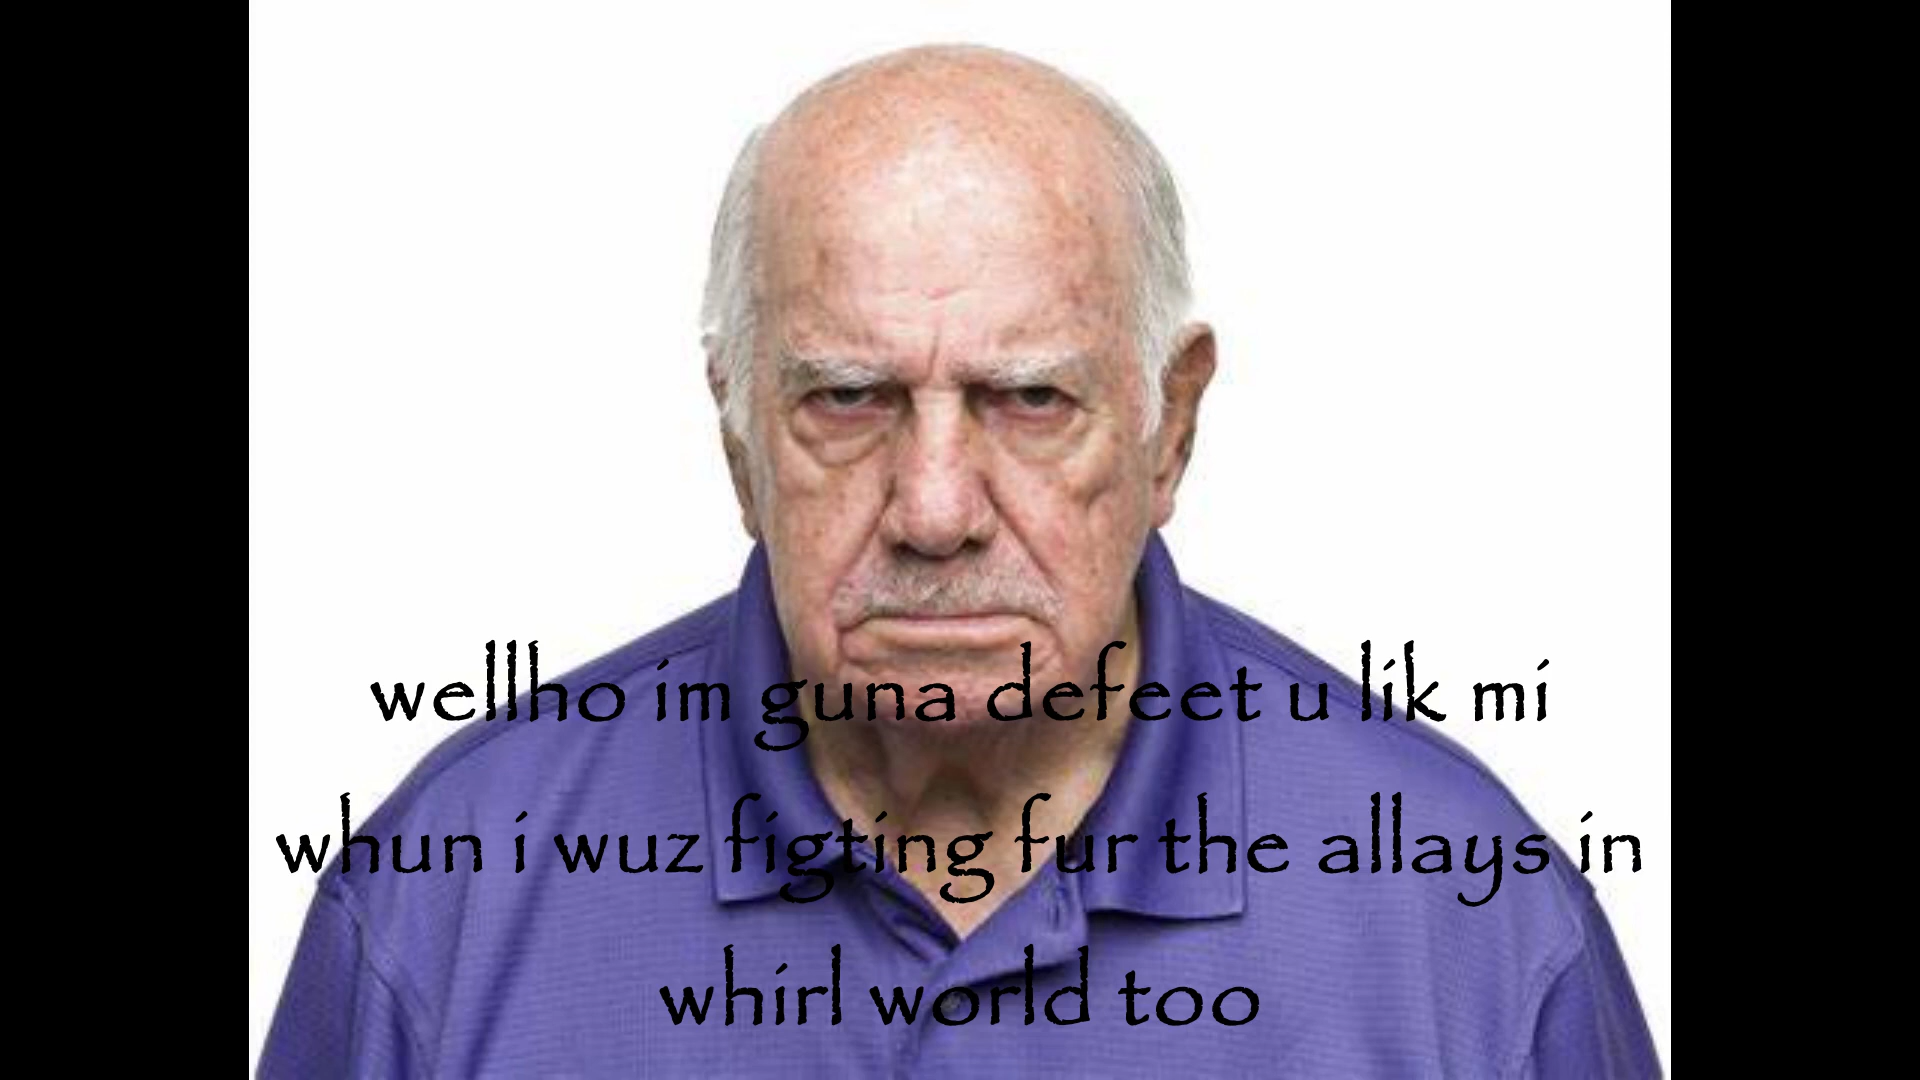 wellho im guna defeet u lik mi
whun i wuz figting fur the allays in
whirl world too